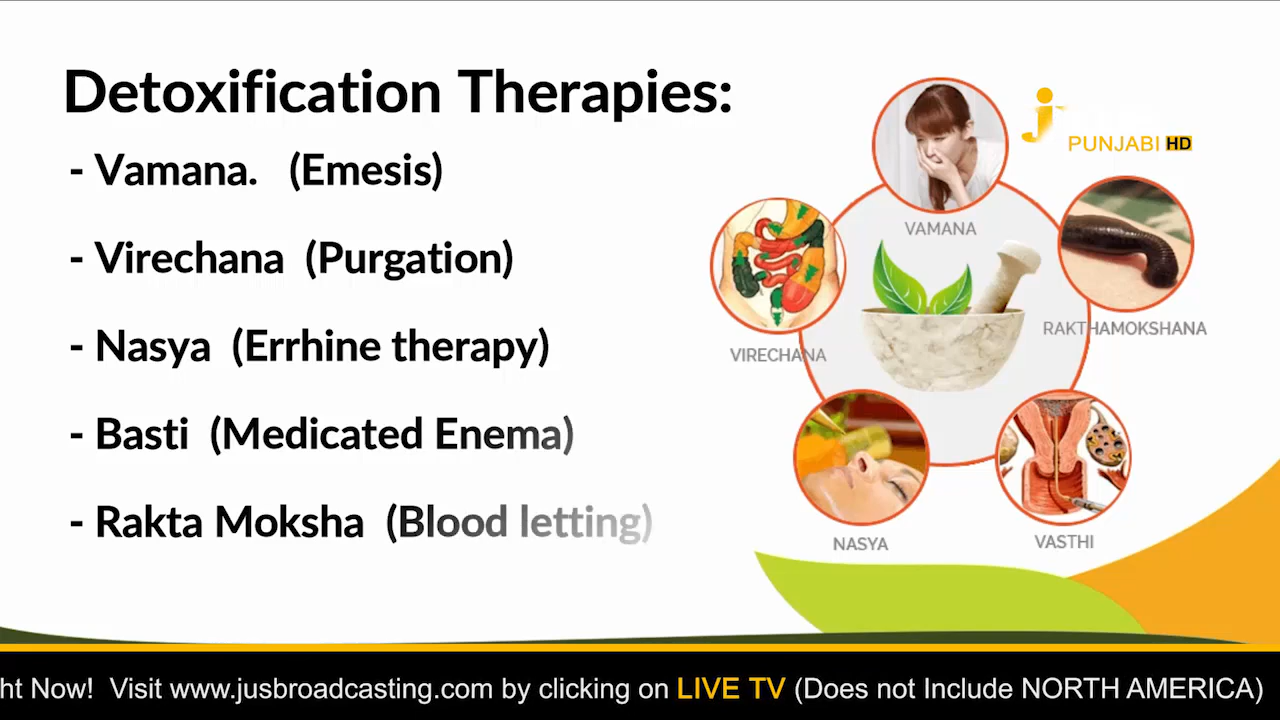 Detoxification Therapies:
- Vamana. (Emesis)
- Virechana (Purgation)
- Nasya (Errhine therapy)
- Basti (Medicated Enema)
- Rakta Moksha (Blood letting)
PUNJABI HD
VAMANA
RAKTHAMOKSHANA
VIRECHANA
NASYA
VASTHI
ht Now! Visit www.jusbroadcasting.com by clicking on LIVE TV (Does not Include NORTH AMERICA)